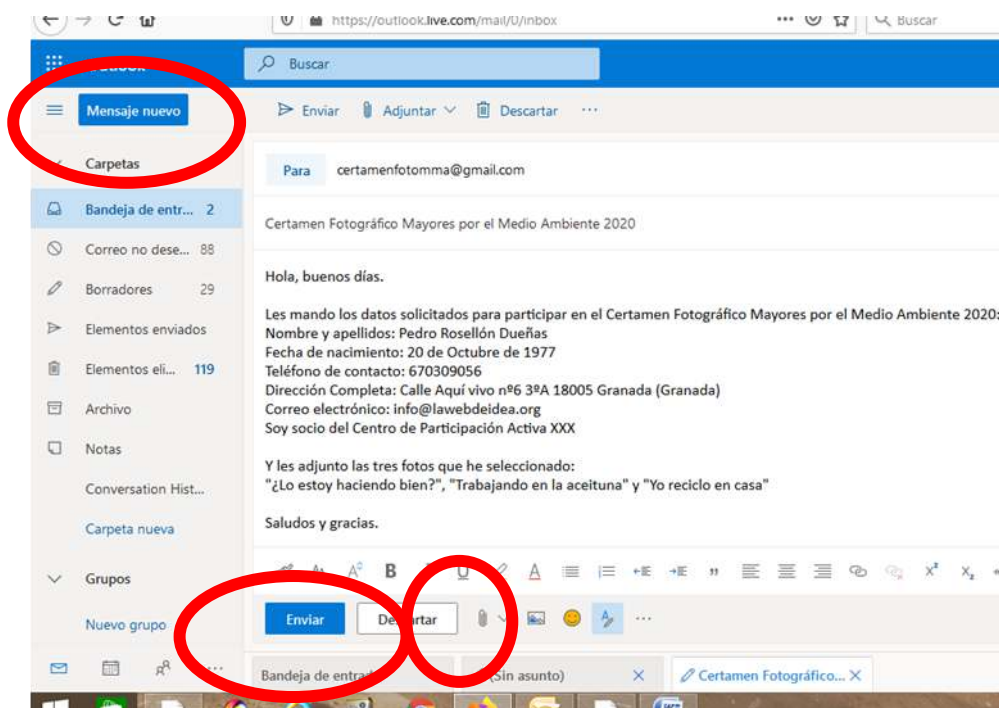 https://outlook.live.com/mail/0/inbox
Buscar
Buscar
Mensaje nuevo
Enviar
Adjuntar
Descartar
Carpetas
Para certamenfotomma@gmail.com
Bandeja de entr... 2
Certamen Fotográfico Mayores por el Medio Ambiente 2020
Correo no dese... 88
Borradores 29
Elementos enviados
Elementos eli... 119
Archivo
Notas
Conversation Hist...
Carpeta nueva
Grupos
Nuevo grupo
Hola, buenos días.
Les mando los datos solicitados para participar en el Certamen Fotográfico Mayores por el Medio Ambiente 2020:
Nombre y apellidos: Pedro Rosellón Dueñas
Fecha de nacimiento: 20 de Octubre de 1977
Teléfono de contacto: 670309056
Dirección Completa: Calle Aquí vivo nº6 3ºA 18005 Granada (Granada)
Correo electrónico: info@lawebdeidea.org
Soy socio del Centro de Participación Activa XXX
Y les adjunto las tres fotos que he seleccionado:
"¿Lo estoy haciendo bien?", "Trabajando en la aceituna" y "Yo reciclo en casa"
Saludos y gracias.
Enviar
Descartar
Bandeja de entrada
(Sin asunto)
Certamen Fotográfico...